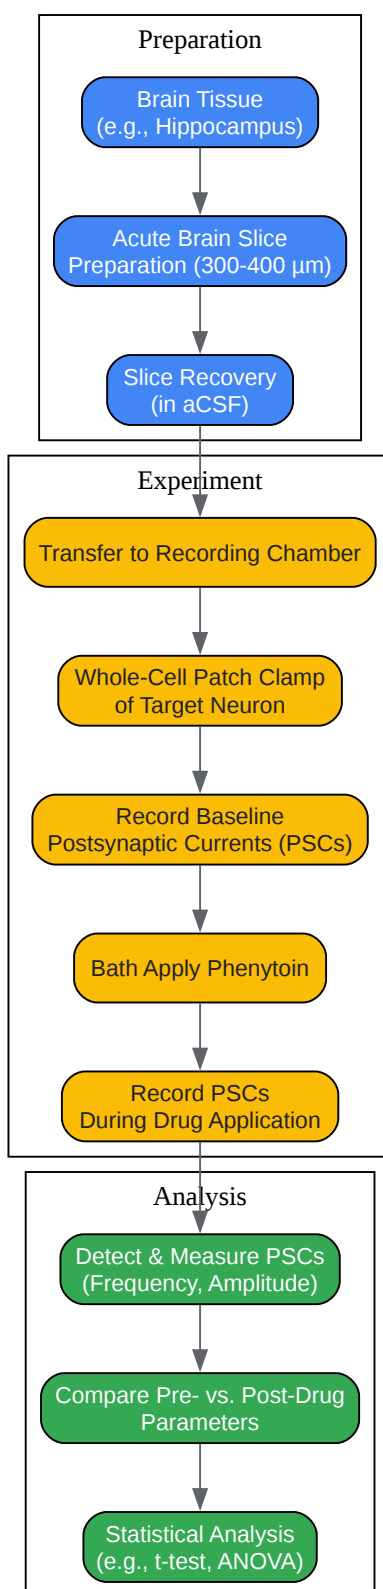 Preparation
Brain Tissue
(e.g., Hippocampus)
Acute Brain Slice
Preparation (300-400 µm)
Slice Recovery
(in aCSF)
Experiment
Transfer to Recording Chamber
Whole-Cell Patch Clamp
of Target Neuron
Record Baseline
Postsynaptic Currents (PSCs)
Bath Apply Phenytoin
Record PSCs
During Drug Application
Analysis
Detect & Measure PSCs
(Frequency, Amplitude)
Compare Pre- vs. Post-Drug
Parameters
Statistical Analysis
(e.g., t-test, ANOVA)